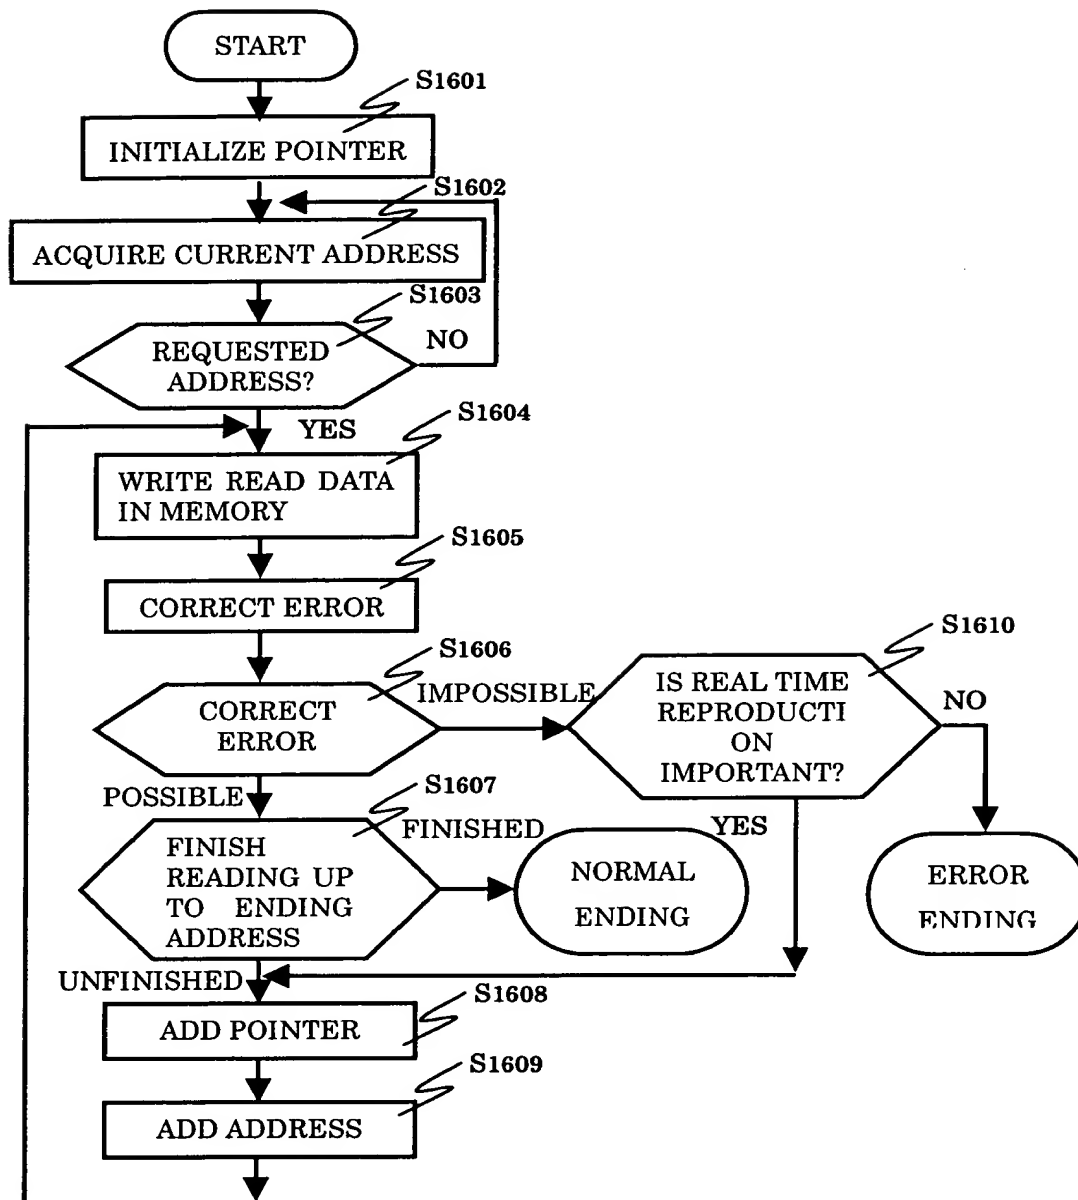 START
S1601
INITIALIZE POINTER
S1602
ACQUIRE CURRENT ADDRESS
S1603
REQUESTED
ADDRESS?
NO
YES
S1604
WRITE READ DATA
IN MEMORY
S1605
CORRECT ERROR
S1606
CORRECT
ERROR
IMPOSSIBLE
S1610
IS REAL TIME
REPRODUCTI
ON
IMPORTANT?
NO
POSSIBLE
S1607
FINISH
READING UP
TO ENDING
ADDRESS
FINISHED
YES
NORMAL
ENDING
ERROR
ENDING
UNFINISHED
S1608
ADD POINTER
S1609
ADD ADDRESS